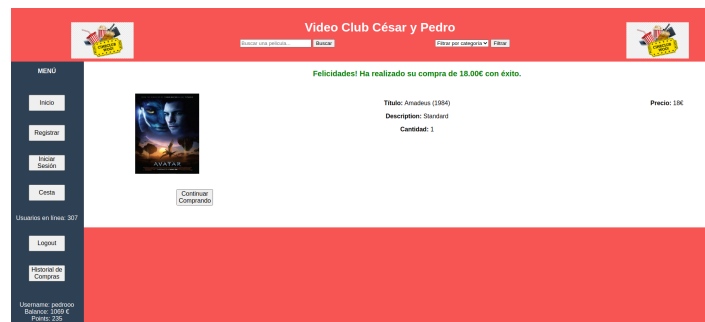 Video Club César y Pedro
Buscar una película...
Buscar
Filtrar por categoría
Filtrar
MENÚ
Inicio
Registrar
Iniciar
Sesión
Cesta
Usuarios en línea: 307
Logout
Historial de
Compras
Username: pedrooo
Balance: 1069 €
Points: 235
Felicidades! Ha realizado su compra de 18.00€ con éxito.
AVATAR
Título: Amadeus (1984)
Description: Standard
Cantidad: 1
Precio: 18€
Continuar
Comprando